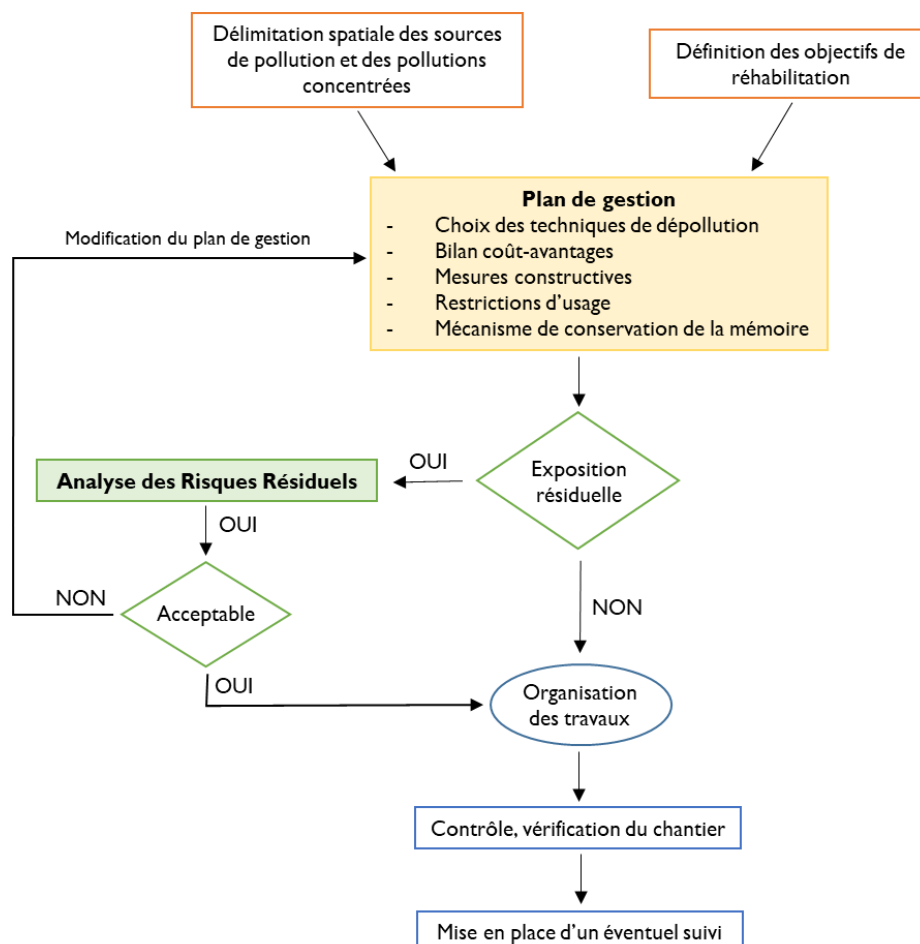 Délimitation spatiale des sources
de pollution et des pollutions
concentrées
Définition des objectifs de
réhabilitation
Plan de gestion
- Choix des techniques de dépollution
- Bilan coût-avantages
- Mesures constructives
- Restrictions d’usage
- Mécanisme de conservation de la mémoire
Modification du plan de gestion
Exposition
résiduelle
OUI
Analyse des Risques Résiduels
OUI
NON
Acceptable
NON
OUI
Organisation
des travaux
Contrôle, vérification du chantier
Mise en place d’un éventuel suivi